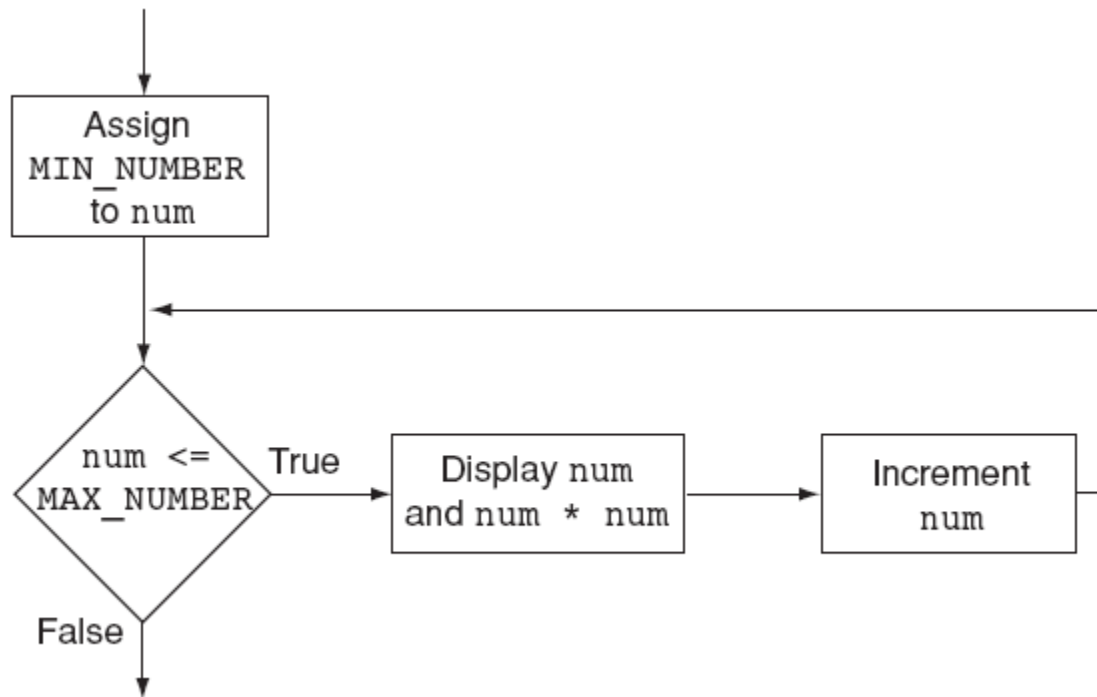 Assign
MIN_NUMBER
to num
num <=
MAX_NUMBER
True
Display num
and num * num
Increment
num
False